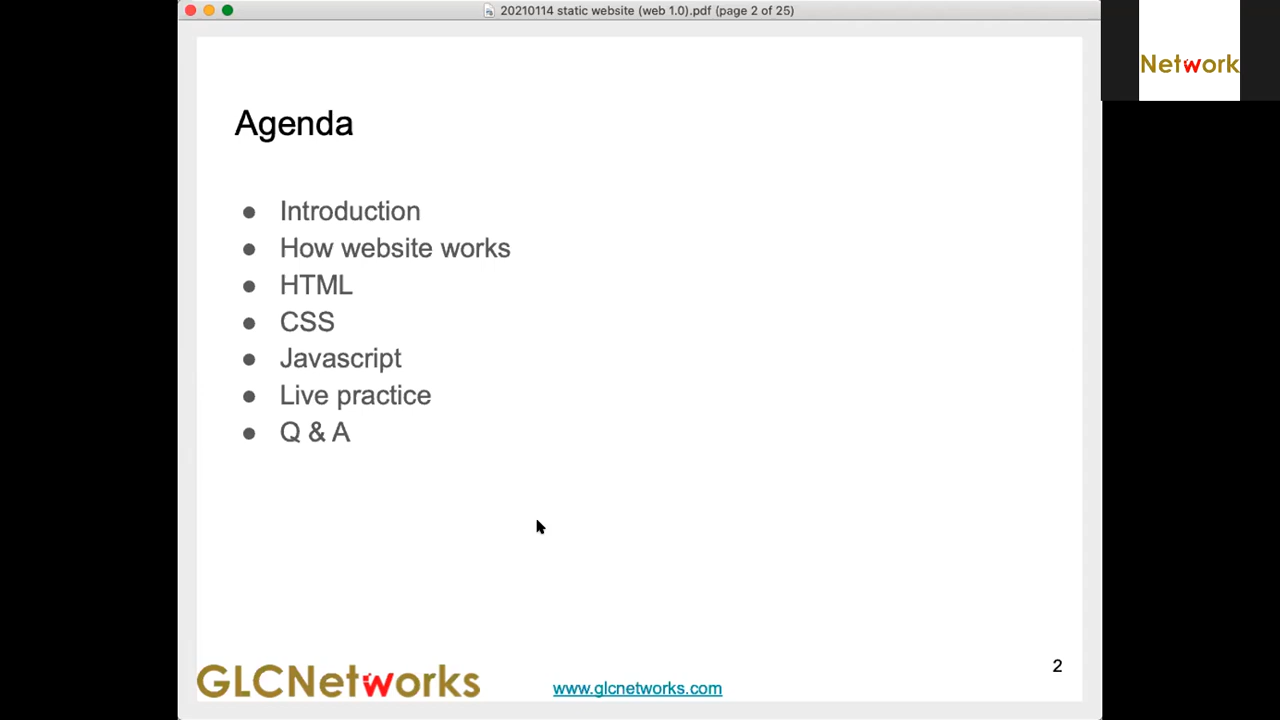 20210114 static website (web 1.0).pdf (page 2 of 25)
Network
Agenda
● Introduction
● How website works
● HTML
● CSS
● Javascript
● Live practice
● Q & A
2
GLCNetworks
www.glcnetworks.com